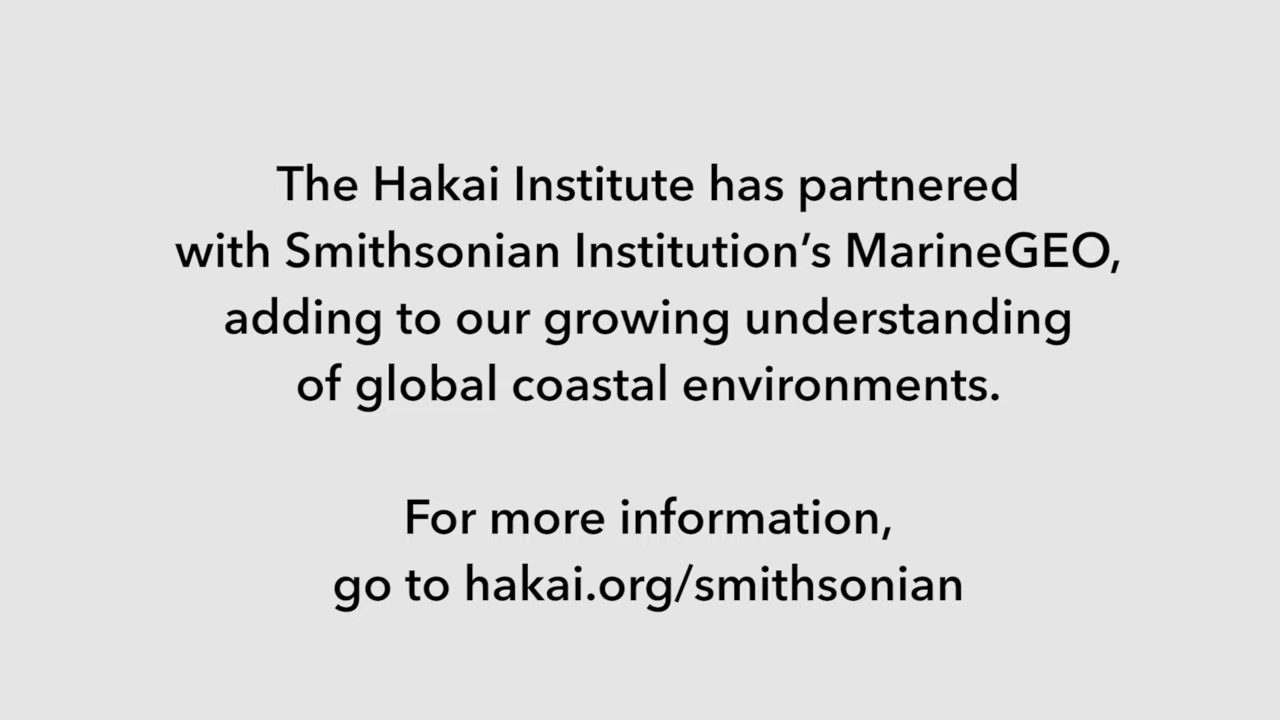 The Hakai Institute has partnered
with Smithsonian Institution’s MarineGEO,
adding to our growing understanding
of global coastal environments.
For more information,
go to hakai.org/smithsonian